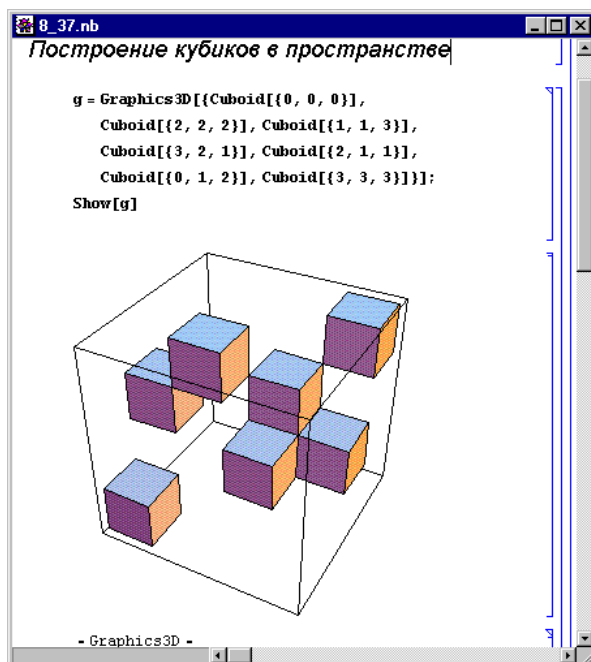 8_37.nb
Построение кубиков в пространстве
g = Graphics3D[{Cuboid[{0, 0, 0}],
Cuboid[{2, 2, 2}], Cuboid[{1, 1, 3}],
Cuboid[{3, 2, 1}], Cuboid[{2, 1, 1}],
Cuboid[{0, 1, 2}], Cuboid[{3, 3, 3}]}];
Show[g]
- Graphics3D -